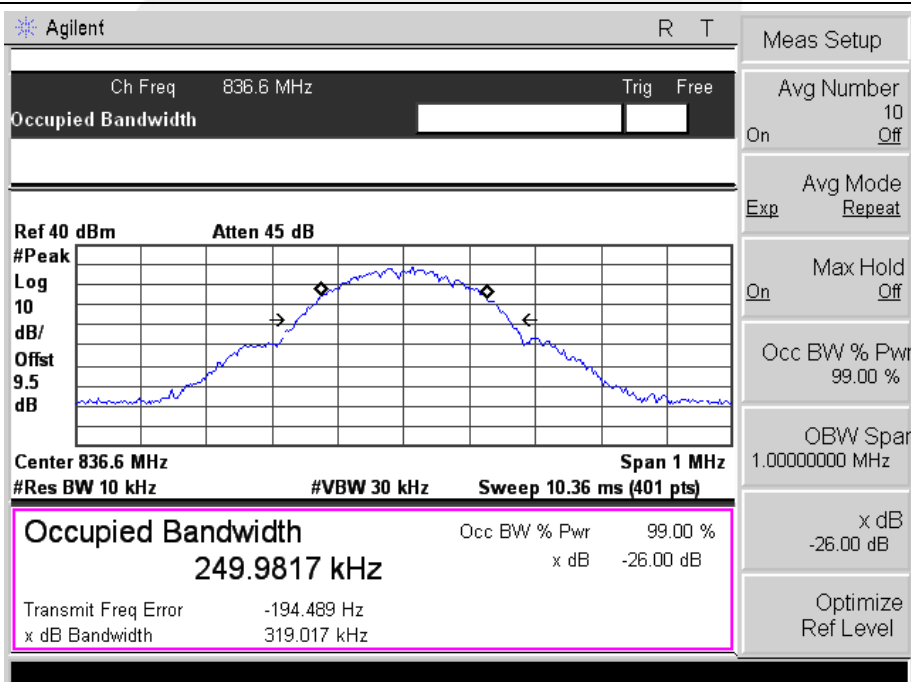 Agilent R T
Ch Freq 836.6 MHz Trig Free
Occupied Bandwidth
Ref 40 dBm Atten 45 dB
#Peak
Log
10
dB/
Offst
9.5
dB
Center 836.6 MHz Span 1 MHz
#Res BW 10 kHz #VBW 30 kHz Sweep 10.36 ms (401 pts)
Occupied Bandwidth Occ BW % Pwr 99.00 %
249.9817 kHz x dB -26.00 dB
Transmit Freq Error -194.489 Hz
x dB Bandwidth 319.017 kHz
Meas Setup
Avg Number
10
On Off
Avg Mode
Exp Repeat
Max Hold
On Off
Occ BW % Pwr
99.00 %
OBW Span
1.00000000 MHz
x dB
-26.00 dB
Optimize
Ref Level